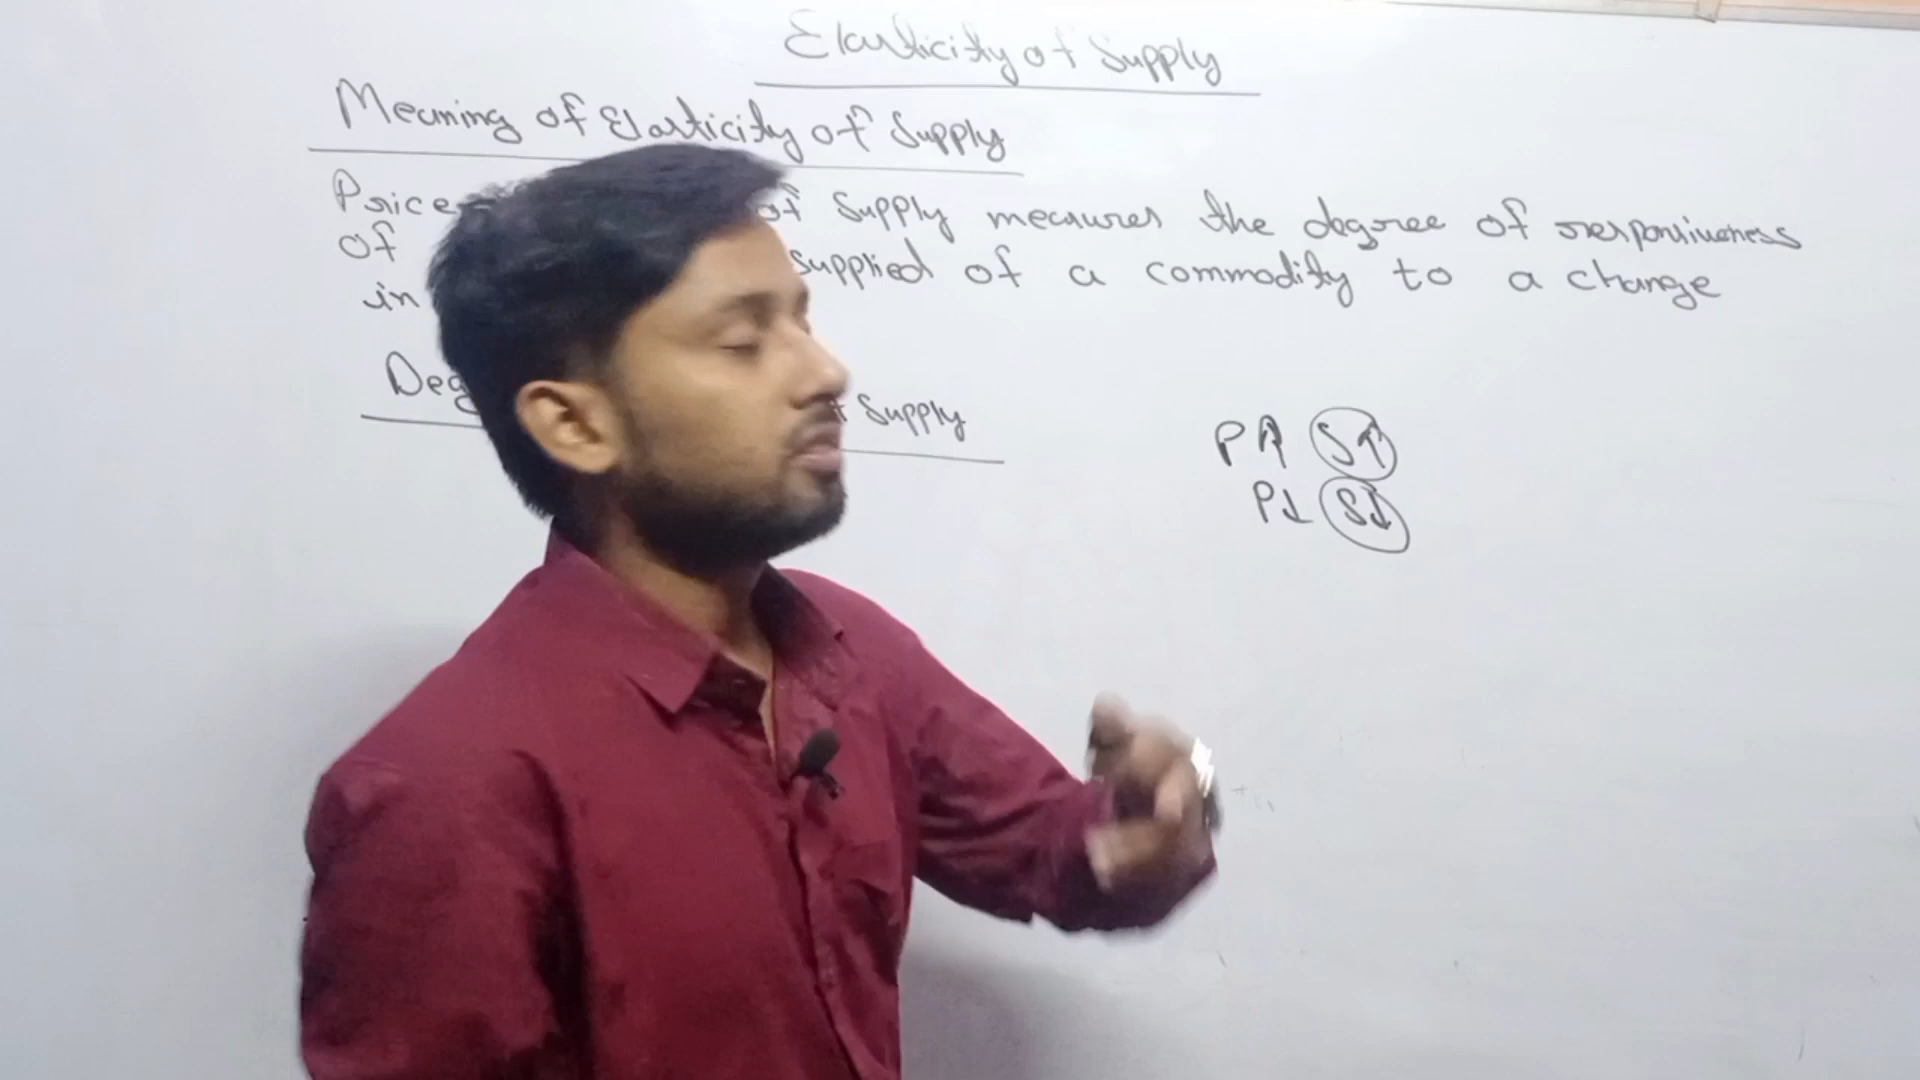 Elasticity of Supply
Meaning of Elasticity of Supply
Price of Supply measures the degree of responsiveness
of supplied of a commodity to a change
in
Deg Supply
P↑ S↑
P↓ S↓